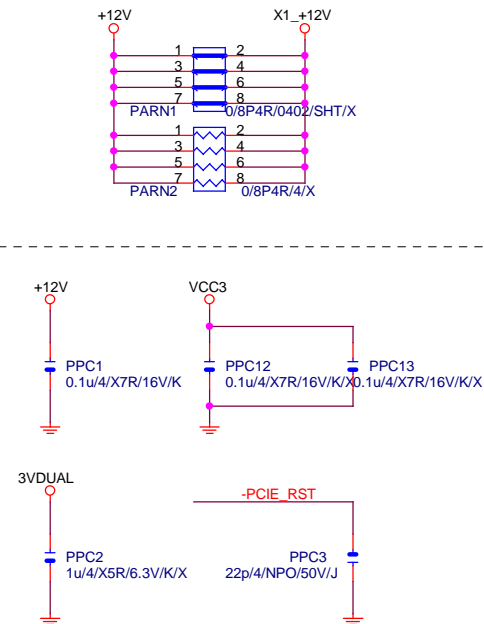 +12V X1_+12V
1 2
3 4
5 6
7 8
PARN1 0/8P4R/0402/SHT/X
1 2
3 4
5 6
7 8
PARN2 0/8P4R/4/X
+12V VCC3
PPC1 PPC12 PPC13
0.1u/4/X7R/16V/K 0.1u/4/X7R/16V/K/X 0.1u/4/X7R/16V/K/X
3VDUAL
-PCIE_RST
PPC2 PPC3
1u/4/X5R/6.3V/K/X 22p/4/NPO/50V/J